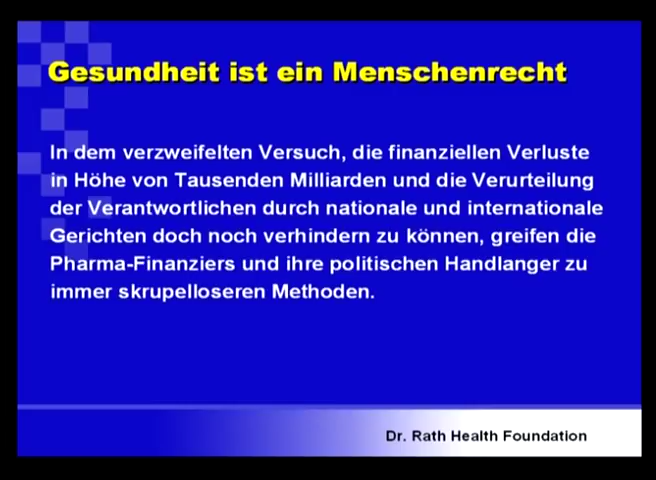 Gesundheit ist ein Menschenrecht
In dem verzweifelten Versuch, die finanziellen Verluste
in Höhe von Tausenden Milliarden und die Verurteilung
der Verantwortlichen durch nationale und internationale
Gerichten doch noch verhindern zu können, greifen die
Pharma-Finanziers und ihre politischen Handlanger zu
immer skrupelloseren Methoden.
Dr. Rath Health Foundation